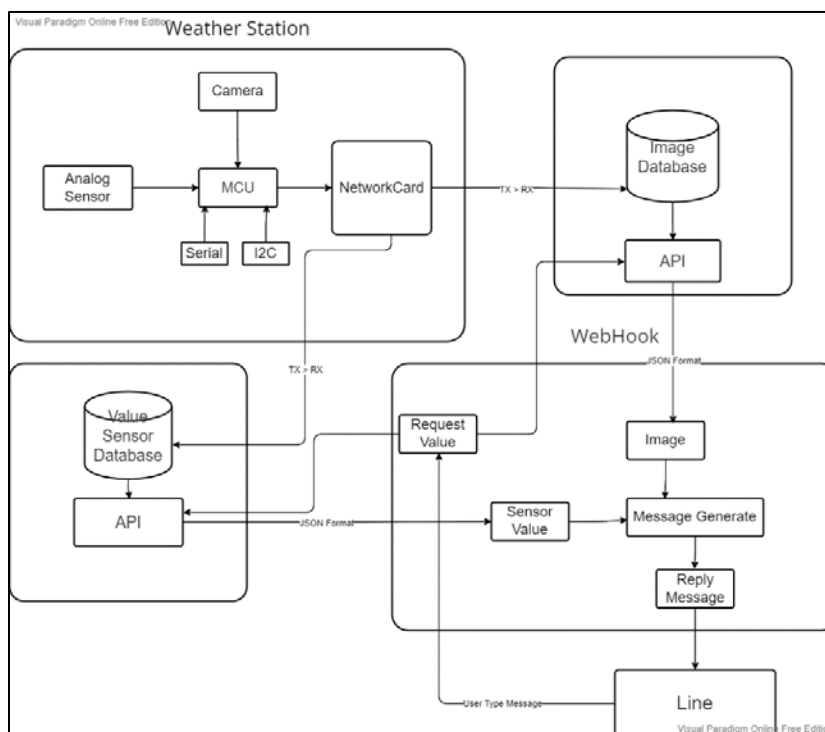 Visual Paradigm Online Free Edition
Weather Station
Camera
Analog
Sensor
MCU
NetworkCard
Serial
I2C
TX > RX
Image
Database
API
WebHook
JSON Format
TX > RX
Value
Sensor
Database
API
Request
Value
Image
JSON Format
Sensor
Value
Message Generate
Reply
Message
User Type Message
Line
Visual Paradigm Online Free Editi